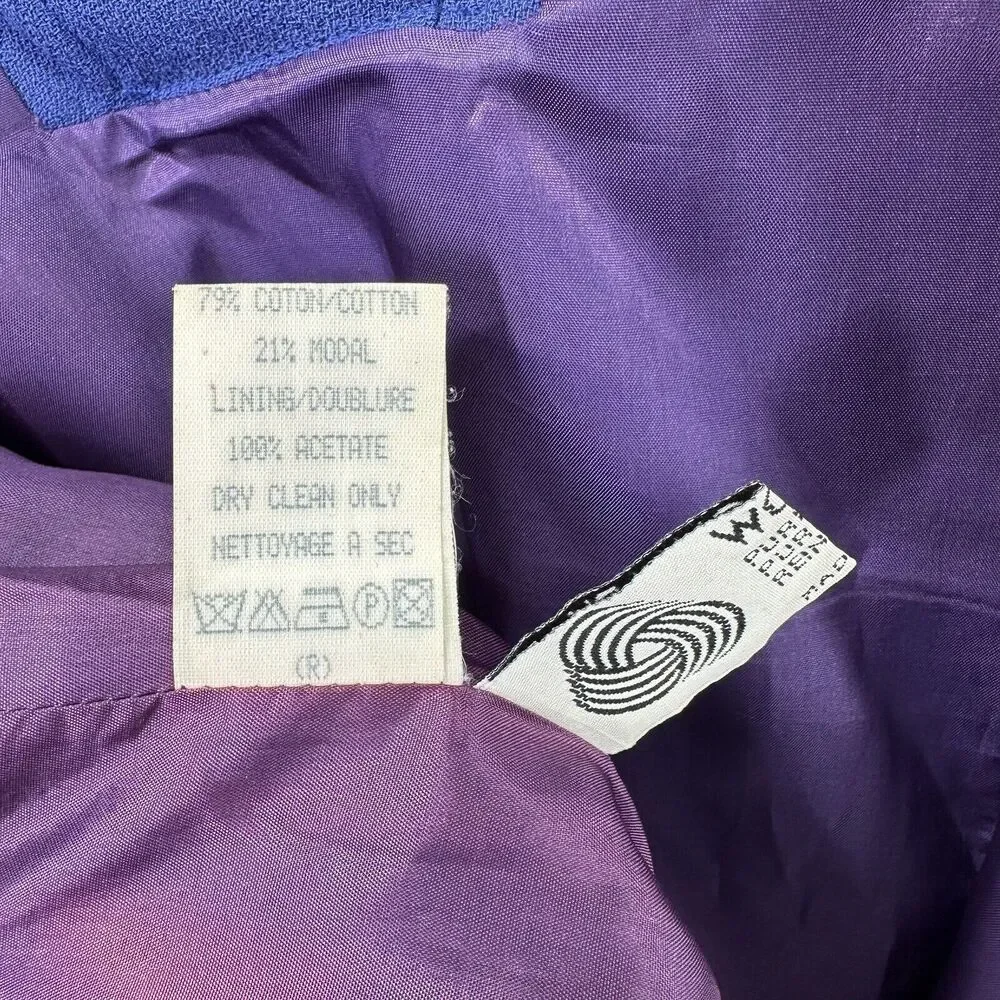 79% COTON/COTTON
21% MODAL
LINING/DOUBLURE
100% ACETATE
DRY CLEAN ONLY
NETTOYAGE A SEC
P
(R)
W